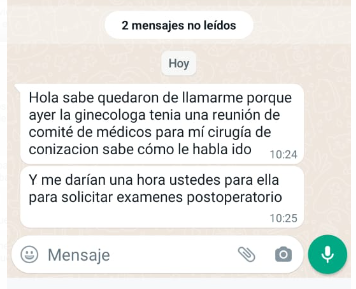 2 mensajes no leídos
Hoy
Hola sabe quedaron de llamarme porque
ayer la ginecologa tenia una reunión de
comité de médicos para mí cirugía de
conizacion sabe cómo le habla ido
10:24
Y me darían una hora ustedes para ella
para solicitar examenes postoperatorio
10:25
Mensaje